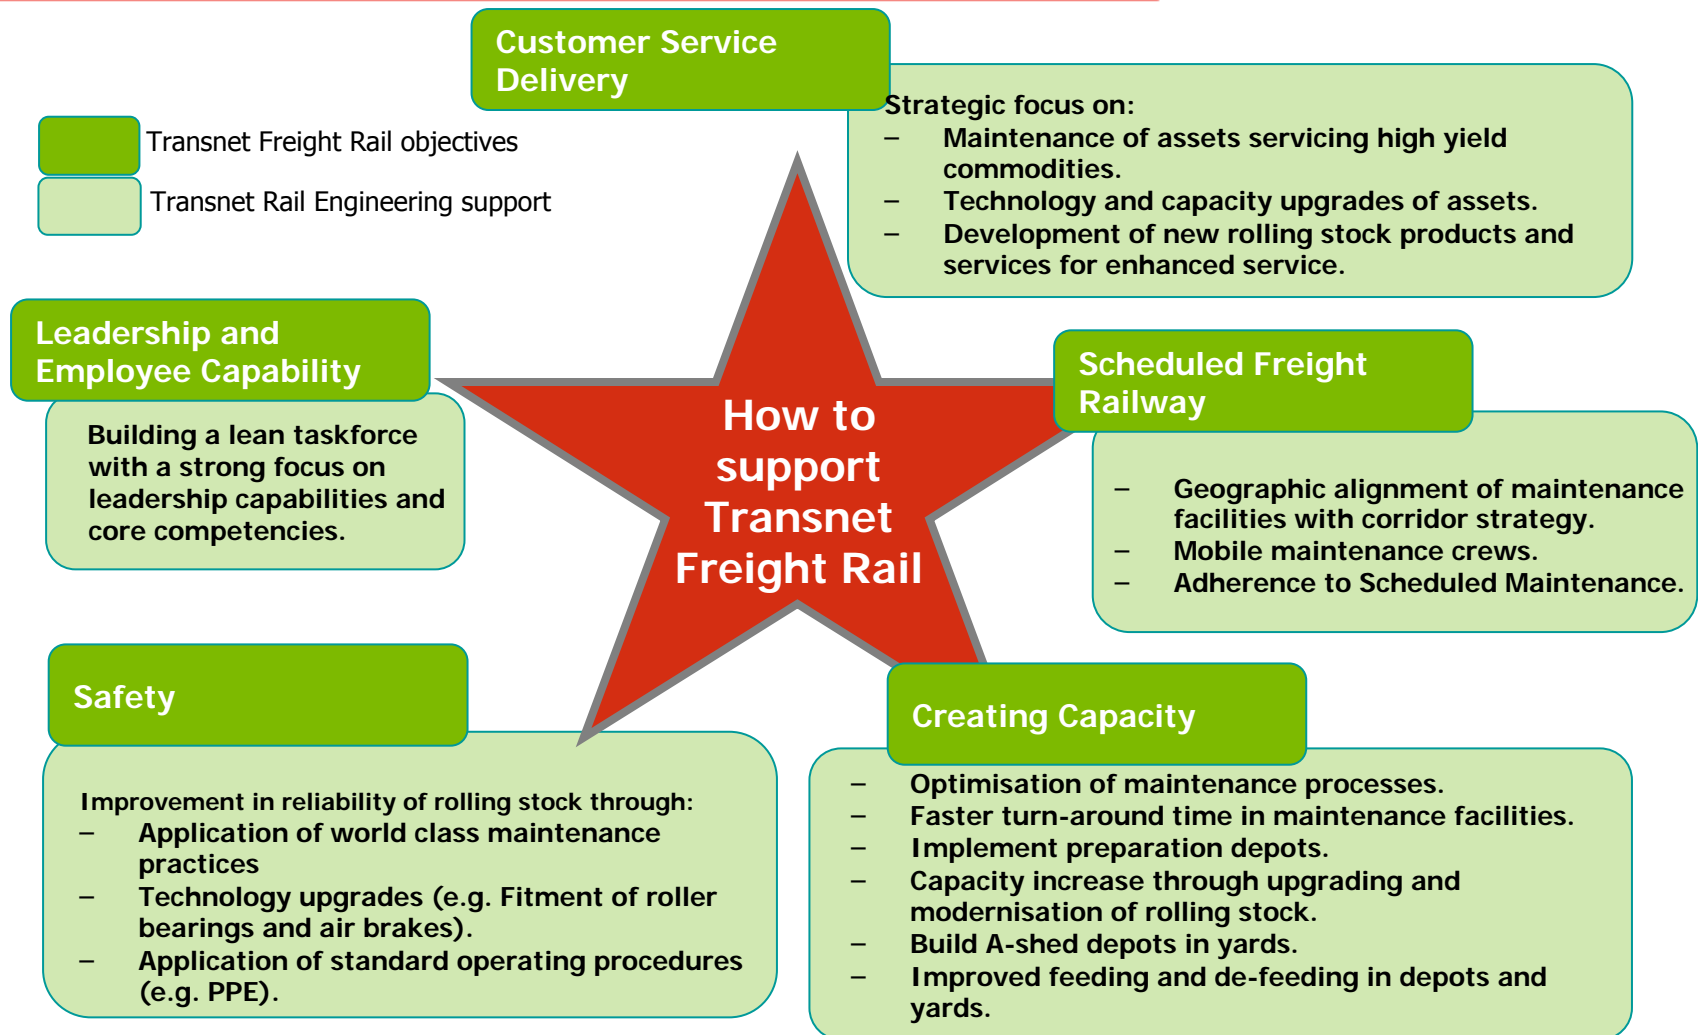 Customer Service
Delivery
Strategic focus on:
– Maintenance of assets servicing high yield
commodities.
– Technology and capacity upgrades of assets.
– Development of new rolling stock products and
services for enhanced service.
Transnet Freight Rail objectives
Transnet Rail Engineering support
Leadership and
Employee Capability
Building a lean taskforce
with a strong focus on
leadership capabilities and
core competencies.
How to
support
Transnet
Freight Rail
Scheduled Freight
Railway
– Geographic alignment of maintenance
facilities with corridor strategy.
– Mobile maintenance crews.
– Adherence to Scheduled Maintenance.
Safety
Improvement in reliability of rolling stock through:
– Application of world class maintenance
practices
– Technology upgrades (e.g. Fitment of roller
bearings and air brakes).
– Application of standard operating procedures
(e.g. PPE).
Creating Capacity
– Optimisation of maintenance processes.
– Faster turn-around time in maintenance facilities.
– Implement preparation depots.
– Capacity increase through upgrading and
modernisation of rolling stock.
– Build A-shed depots in yards.
– Improved feeding and de-feeding in depots and
yards.